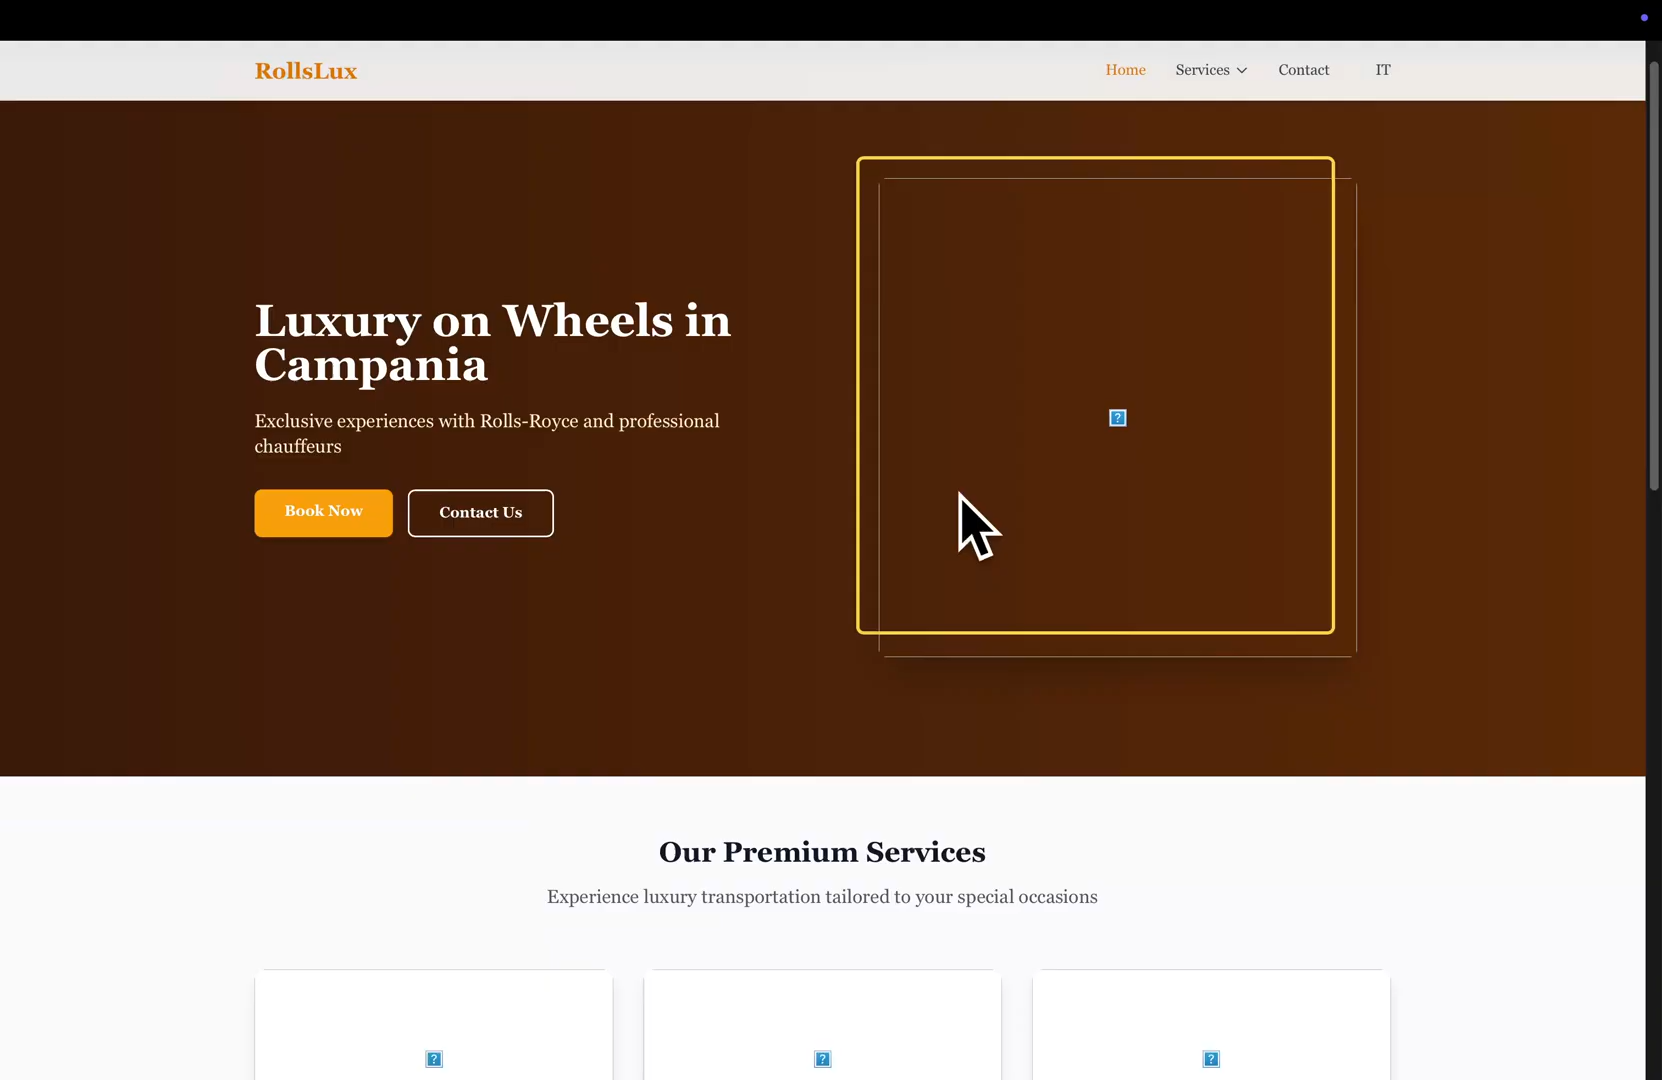 RollsLux
Home
Services
Contact
IT
Luxury on Wheels in
Campania
Exclusive experiences with Rolls-Royce and professional
chauffeurs
Book Now
Contact Us
Our Premium Services
Experience luxury transportation tailored to your special occasions